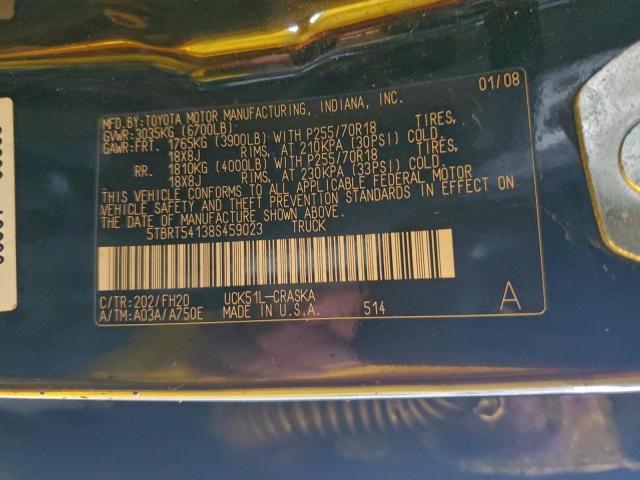 01/08
MFD. BY: TOYOTA MOTOR MANUFACTURING, INDIANA, INC.
GVWR: 3035KG (6700LB)
GAWR: FRT. 1765KG (3900LB) WITH P255/70R18 TIRES,
18X8J RIMS, AT 210KPA (30PSI) COLD.
RR. 1810KG (4000LB) WITH P255/70R18 TIRES,
18X8J RIMS, AT 230KPA (33PSI) COLD.
THIS VEHICLE CONFORMS TO ALL APPLICABLE FEDERAL MOTOR
VEHICLE SAFETY AND THEFT PREVENTION STANDARDS IN EFFECT ON
THE DATE OF MANUFACTURE SHOWN ABOVE.
5TBRT54138S459023 TRUCK
C/TR: 202/FH20 UCK51L-CRASKA
A/TM: A03A/A750E MADE IN U.S.A. 514 A